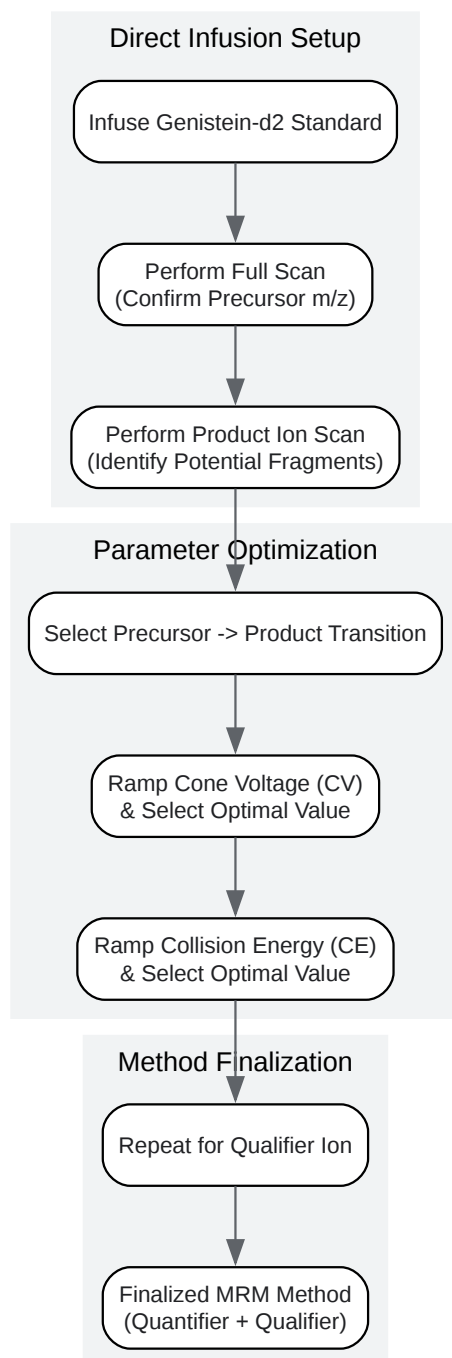 Direct Infusion Setup
Infuse Genistein-d2 Standard
Perform Full Scan
(Confirm Precursor m/z)
Perform Product Ion Scan
(Identify Potential Fragments)
Parameter Optimization
Select Precursor -> Product Transition
Ramp Cone Voltage (CV)
& Select Optimal Value
Ramp Collision Energy (CE)
& Select Optimal Value
Method Finalization
Repeat for Qualifier Ion
Finalized MRM Method
(Quantifier + Qualifier)